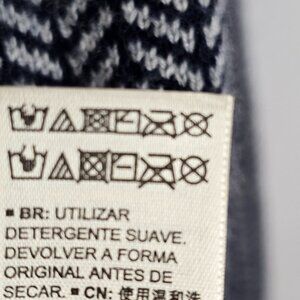 ■ BR: UTILIZAR
DETERGENTE SUAVE.
DEVOLVER A FORMA
ORIGINAL ANTES DE
SECAR. ■ CN: 使用温和洗